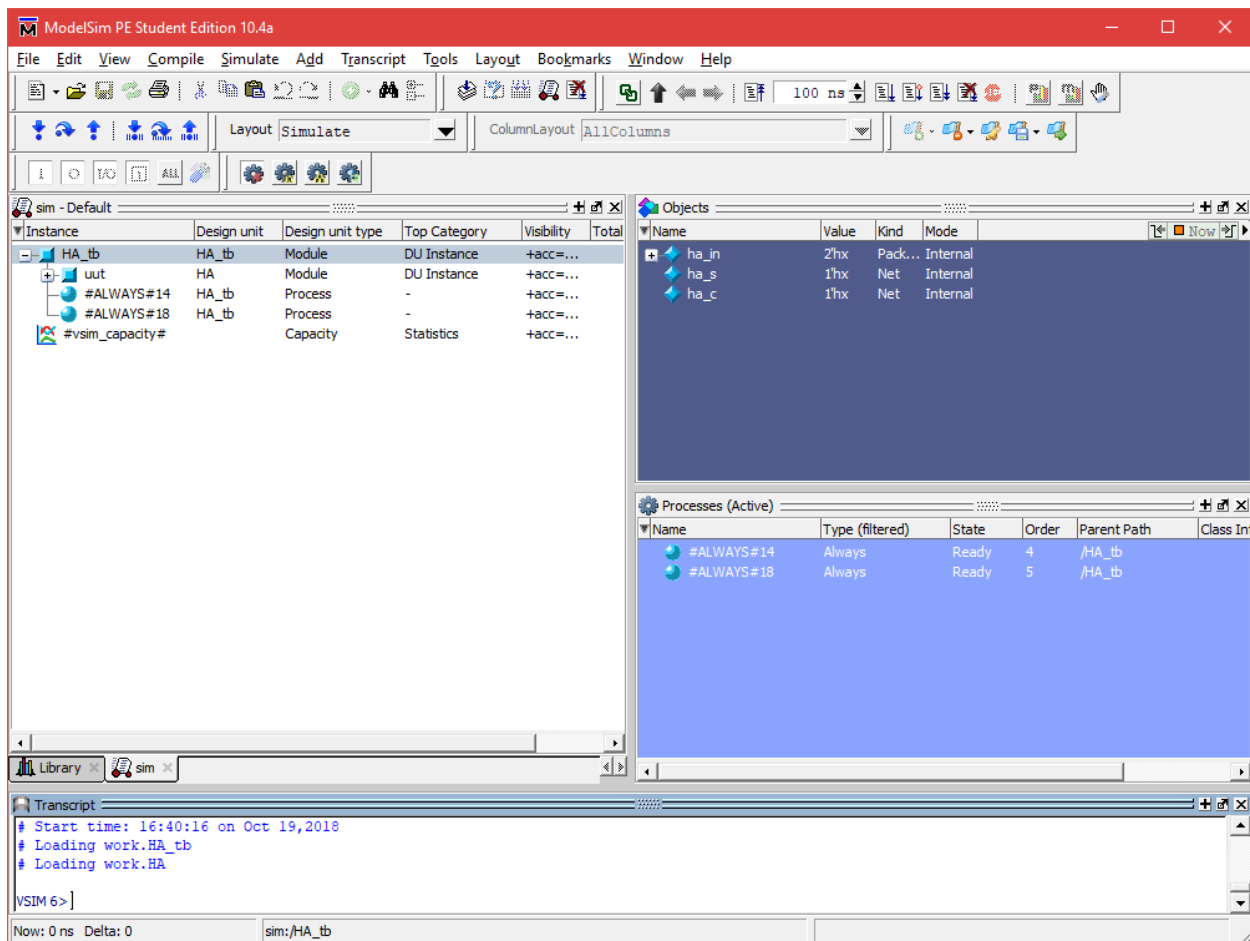 ModelSim PE Student Edition 10.4a
File Edit View Compile Simulate Add Transcript Tools Layout Bookmarks Window Help
100 ns
Layout Simulate ColumnLayout AllColumns
I O I/O ALL
sim - Default
Instance Design unit Design unit type Top Category Visibility Total
HA_tb HA_tb Module DU Instance +acc=...
uut HA Module DU Instance +acc=...
#ALWAYS#14 HA_tb Process - +acc=...
#ALWAYS#18 HA_tb Process - +acc=...
#vsim_capacity# Capacity Statistics +acc=...
Library sim
Objects
Name Value Kind Mode Now
ha_in 2'hx Pack... Internal
ha_s 1'hx Net Internal
ha_c 1'hx Net Internal
Processes (Active)
Name Type (filtered) State Order Parent Path Class In
#ALWAYS#14 Always Ready 4 /HA_tb
#ALWAYS#18 Always Ready 5 /HA_tb
Transcript
# Start time: 16:40:16 on Oct 19,2018
# Loading work.HA_tb
# Loading work.HA
VSIM 6>
Now: 0 ns Delta: 0 sim:/HA_tb